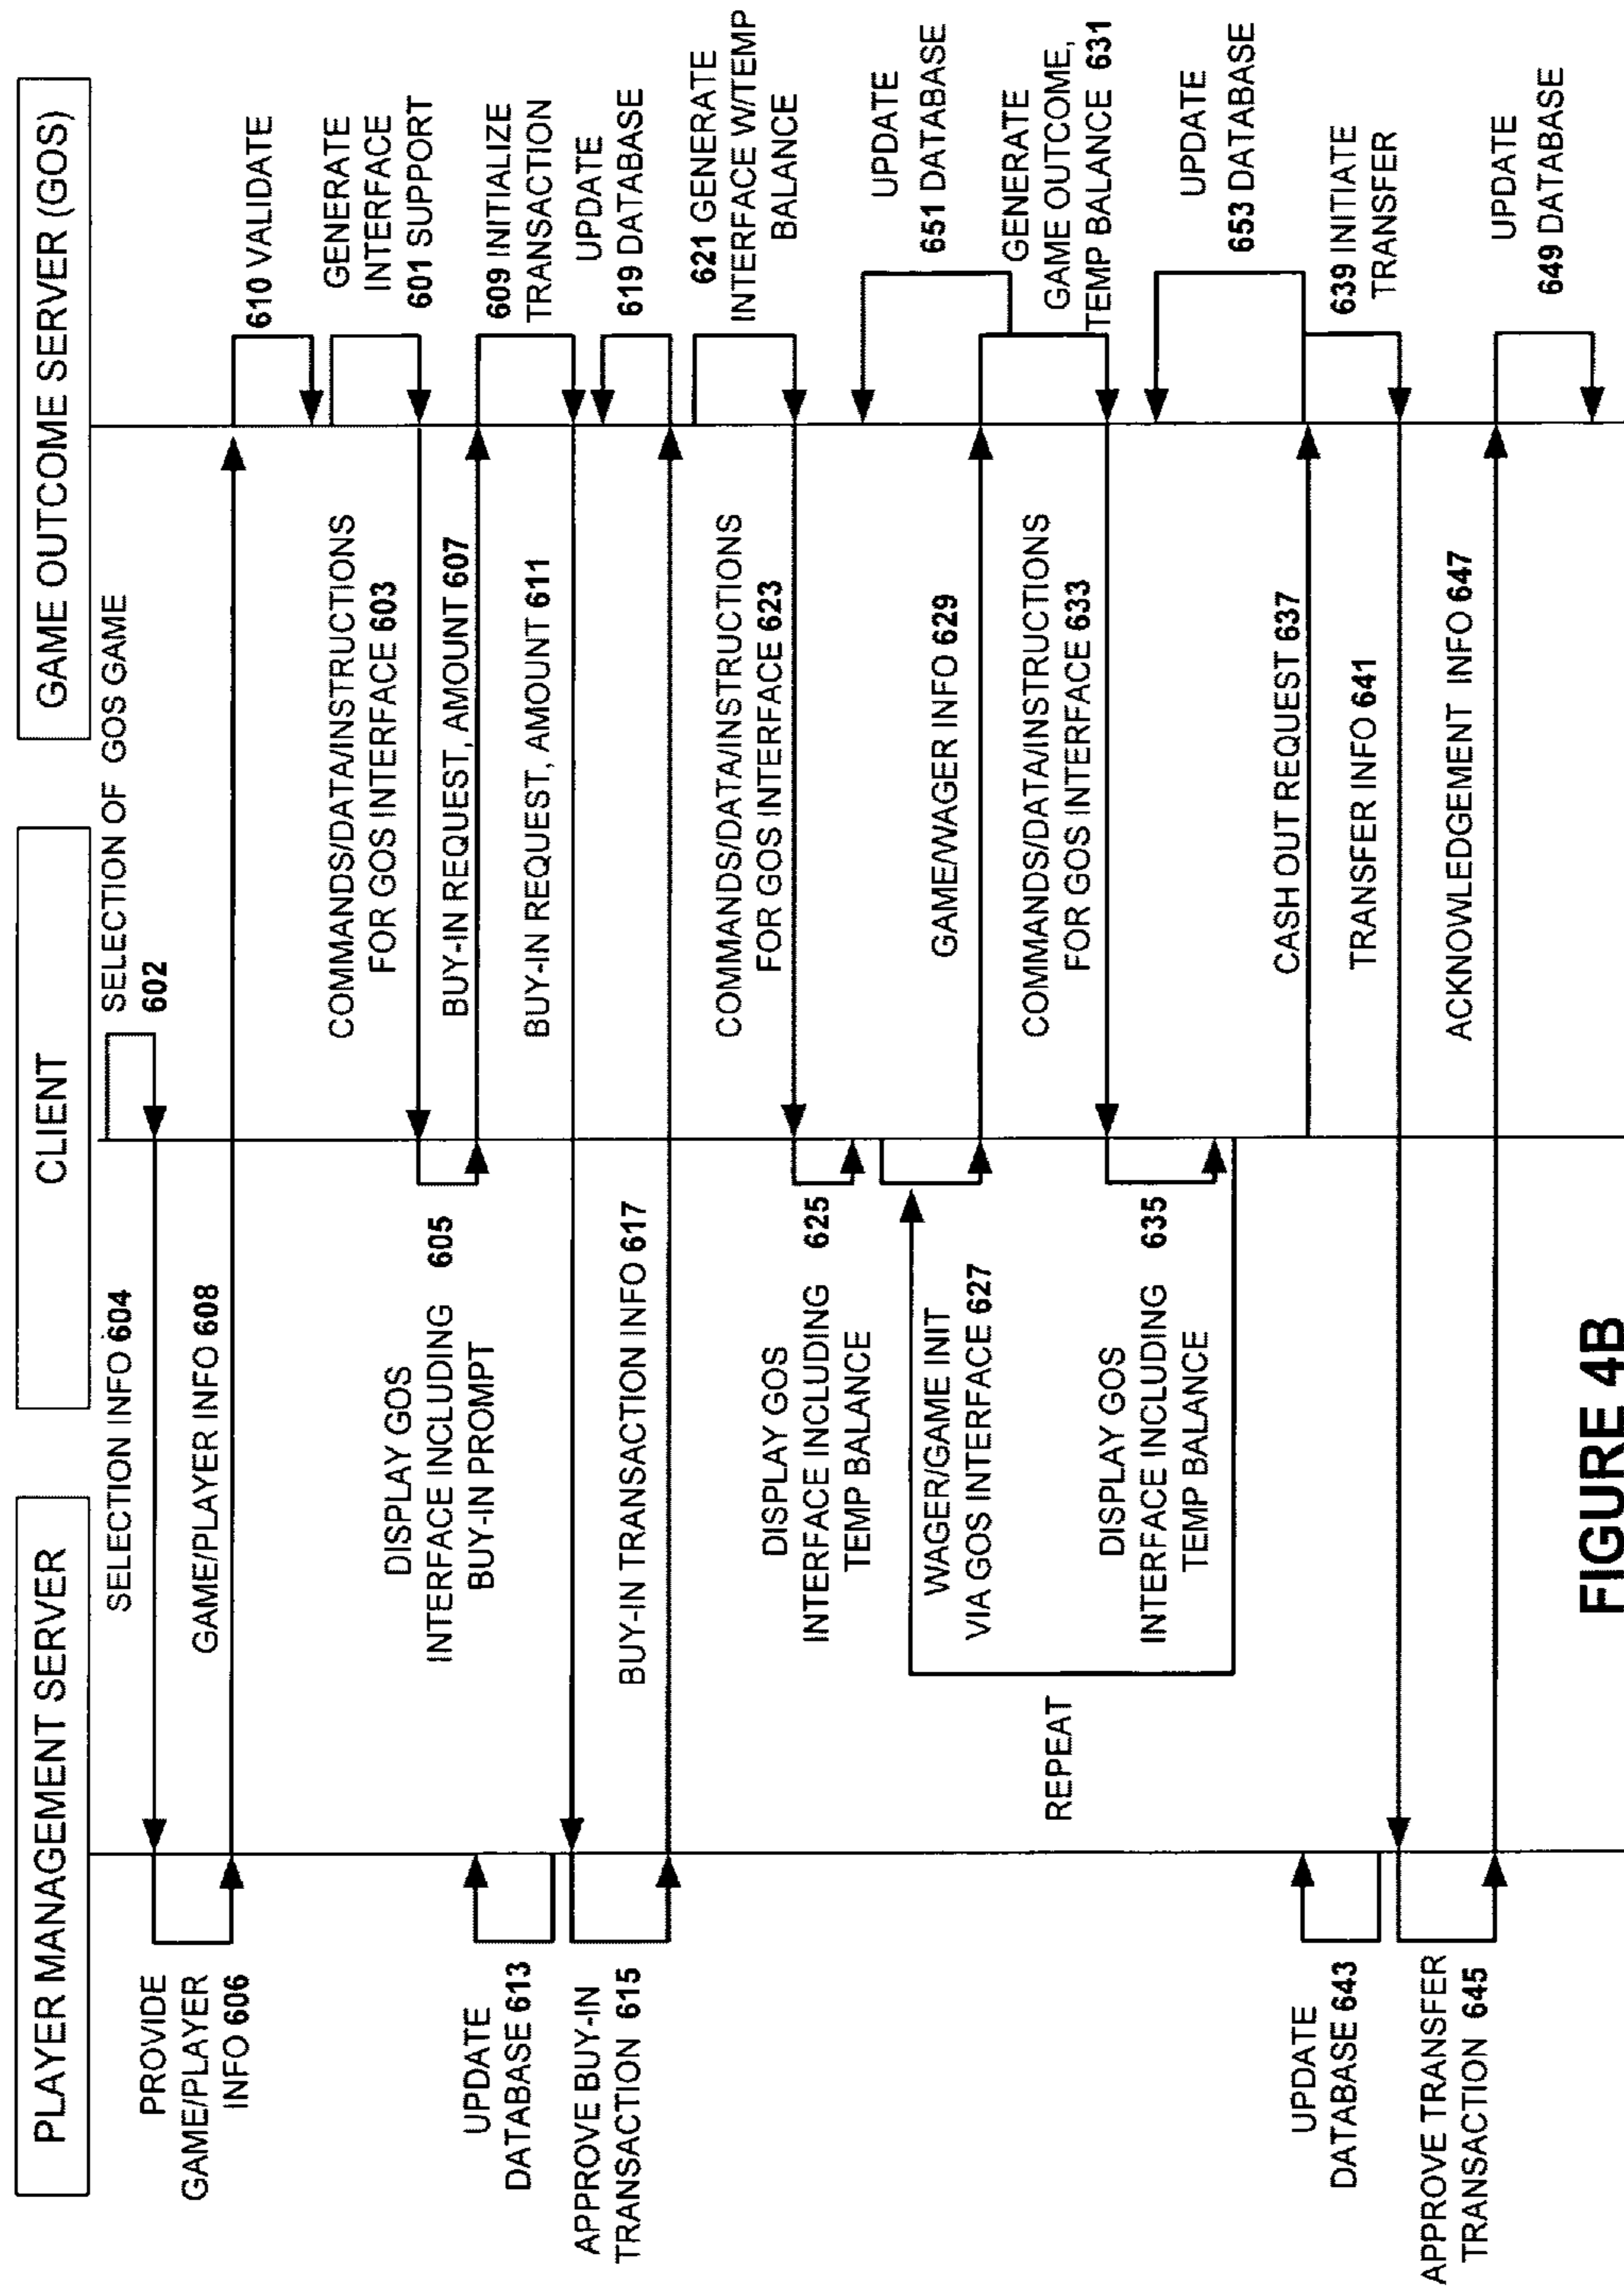 PLAYER MANAGEMENT SERVER
CLIENT
GAME OUTCOME SERVER (GOS)
SELECTION OF GOS GAME
602
SELECTION INFO 604
PROVIDE
GAME/PLAYER
INFO 606
GAME/PLAYER INFO 608
610 VALIDATE
GENERATE
INTERFACE
601 SUPPORT
COMMANDS/DATA/INSTRUCTIONS
FOR GOS INTERFACE 603
DISPLAY GOS
INTERFACE INCLUDING 605
BUY-IN PROMPT
BUY-IN REQUEST, AMOUNT 607
609 INITIALIZE
TRANSACTION
BUY-IN REQUEST, AMOUNT 611
UPDATE
DATABASE 613
APPROVE BUY-IN
TRANSACTION 615
BUY-IN TRANSACTION INFO 617
UPDATE
619 DATABASE
621 GENERATE
INTERFACE W/TEMP
BALANCE
COMMANDS/DATA/INSTRUCTIONS
FOR GOS INTERFACE 623
DISPLAY GOS
INTERFACE INCLUDING 625
TEMP BALANCE
WAGER/GAME INIT
VIA GOS INTERFACE 627
GAME/WAGER INFO 629
UPDATE
651 DATABASE
GENERATE
GAME OUTCOME,
TEMP BALANCE 631
COMMANDS/DATA/INSTRUCTIONS
FOR GOS INTERFACE 633
DISPLAY GOS
INTERFACE INCLUDING 635
TEMP BALANCE
REPEAT
CASH OUT REQUEST 637
UPDATE
653 DATABASE
639 INITIATE
TRANSFER
TRANSFER INFO 641
UPDATE
DATABASE 643
APPROVE TRANSFER
TRANSACTION 645
ACKNOWLEDGEMENT INFO 647
UPDATE
649 DATABASE
FIGURE 4B